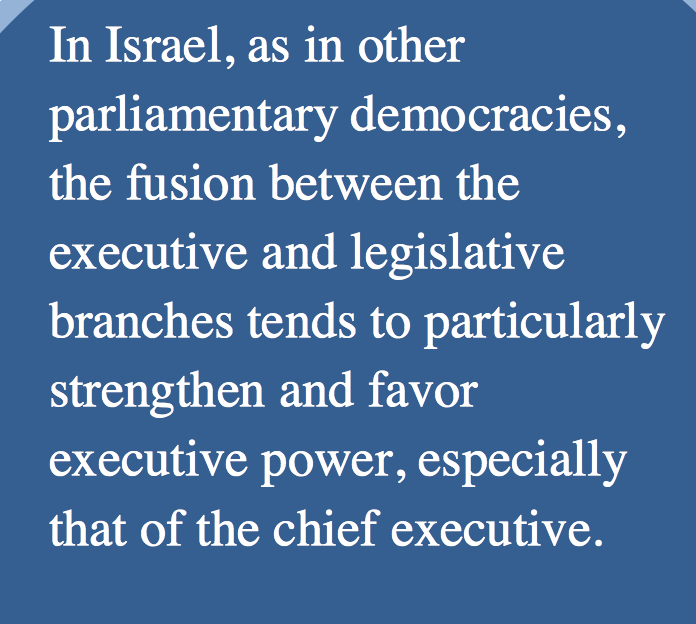 In Israel, as in other
parliamentary democracies,
the fusion between the
executive and legislative
branches tends to particularly
strengthen and favor
executive power, especially
that of the chief executive.